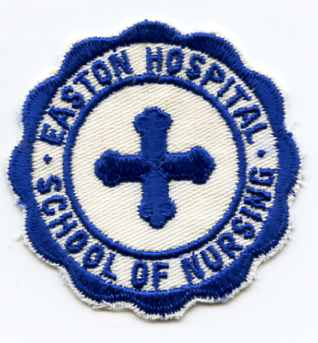 EASTON HOSPITAL
SCHOOL OF NURSING